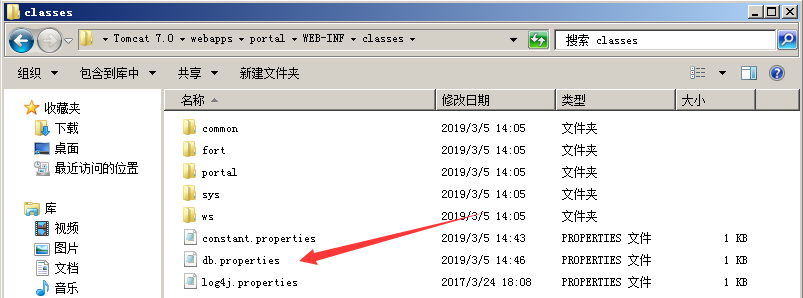 classes
Tomcat 7.0 webapps portal WEB-INF classes
搜索 classes
组织 包含到库中 共享 新建文件夹
收藏夹
下载
桌面
最近访问的位置
库
视频
图片
文档
音乐
名称 修改日期 类型 大小
common 2019/3/5 14:05 文件夹
fort 2019/3/5 14:05 文件夹
portal 2019/3/5 14:05 文件夹
sys 2019/3/5 14:05 文件夹
ws 2019/3/5 14:05 文件夹
constant.properties 2019/3/5 14:43 PROPERTIES 文件 1 KB
db.properties 2019/3/5 14:46 PROPERTIES 文件 1 KB
log4j.properties 2017/3/24 18:08 PROPERTIES 文件 1 KB